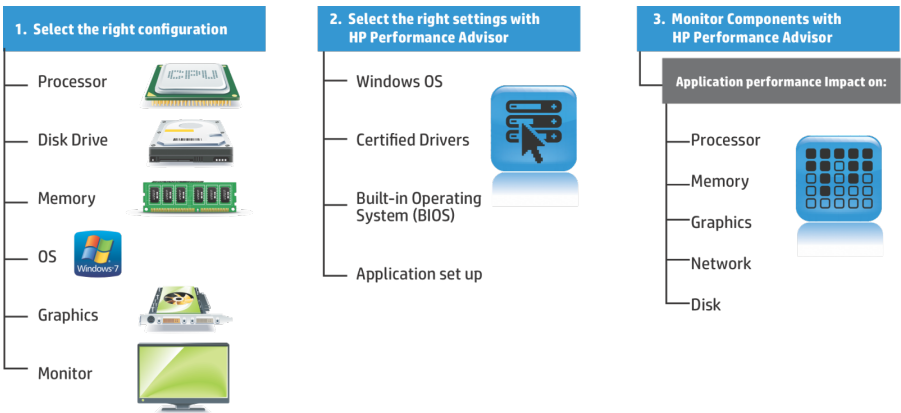 1. Select the right configuration
Processor
CPU
Disk Drive
Memory
OS
Windows 7
Graphics
Monitor
2. Select the right settings with
HP Performance Advisor
Windows OS
Certified Drivers
Built-in Operating
System (BIOS)
Application set up
3. Monitor Components with
HP Performance Advisor
Application performance Impact on:
Processor
Memory
Graphics
Network
Disk